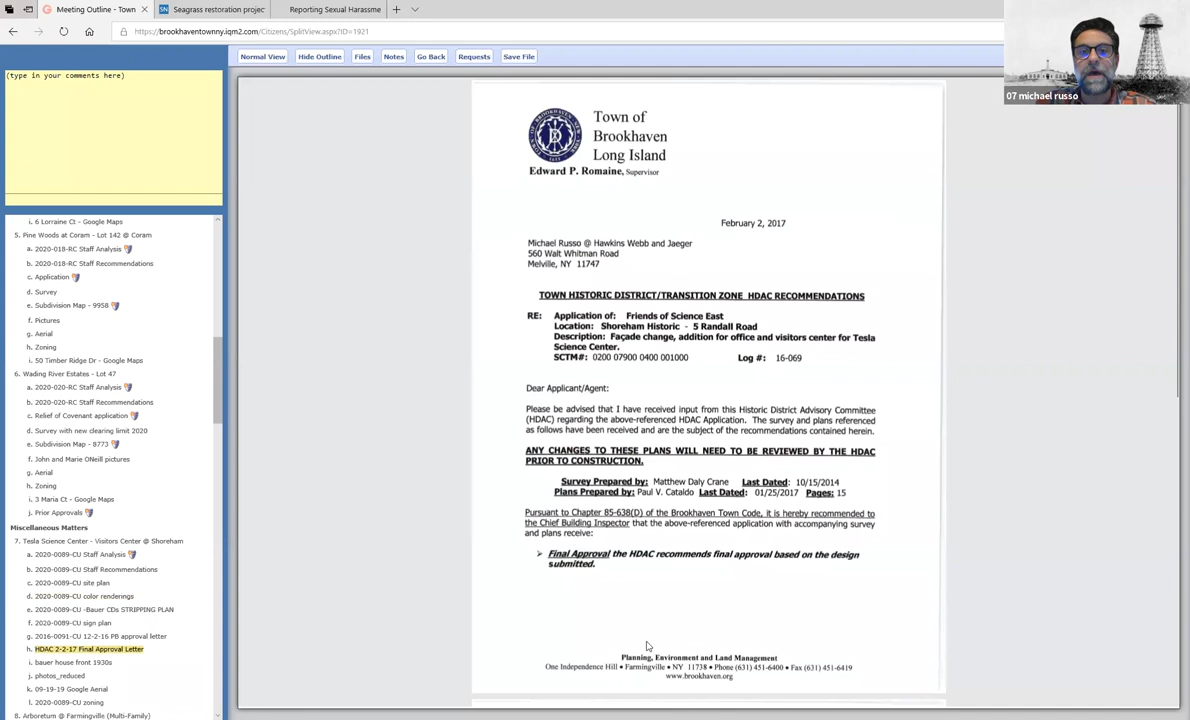 Meeting Outline - Town
Seagrass restoration projec
Reporting Sexual Harassme
https://brookhaventownny.iqm2.com/Citizens/SplitView.aspx?ID=1921
07 michael russo
Normal View
Hide Outline
Files
Notes
Go Back
Requests
Save File
(type in your comments here)
i. 6 Lorraine Ct - Google Maps
5. Pine Woods at Coram - Lot 142 @ Coram
a. 2020-018-RC Staff Analysis
b. 2020-018-RC Staff Recommendations
c. Application
d. Survey
e. Subdivision Map - 9958
f. Pictures
g. Aerial
h. Zoning
i. 50 Timber Ridge Dr - Google Maps
6. Wading River Estates - Lot 47
a. 2020-020-RC Staff Analysis
b. 2020-020-RC Staff Recommendations
c. Relief of Covenant application
d. Survey with new clearing limit 2020
e. Subdivision Map - 8773
f. John and Marie ONeill pictures
g. Aerial
h. Zoning
i. 3 Maria Ct - Google Maps
j. Prior Approvals
Miscellaneous Matters
7. Tesla Science Center - Visitors Center @ Shoreham
a. 2020-0089-CU Staff Analysis
b. 2020-0089-CU Staff Recommendations
c. 2020-0089-CU site plan
d. 2020-0089-CU color renderings
e. 2020-0089-CU -Bauer CDs STRIPPING PLAN
f. 2020-0089-CU sign plan
g. 2016-0091-CU 12-2-16 PB approval letter
h. HDAC 2-2-17 Final Approval Letter
i. bauer house front 1930s
j. photos_reduced
k. 09-19-19 Google Aerial
l. 2020-0089-CU zoning
8. Arboretum @ Farmingville (Multi-Family)
Town of
Brookhaven
Long Island
Edward P. Romaine, Supervisor
February 2, 2017
Michael Russo @ Hawkins Webb and Jaeger
560 Walt Whitman Road
Melville, NY 11747
TOWN HISTORIC DISTRICT/TRANSITION ZONE HDAC RECOMMENDATIONS
RE: Application of: Friends of Science East
Location: Shoreham Historic - 5 Randall Road
Description: Façade change, addition for office and visitors center for Tesla
Science Center.
SCTM#: 0200 07900 0400 001000 Log #: 16-069
Dear Applicant/Agent:
Please be advised that I have received input from this Historic District Advisory Committee
(HDAC) regarding the above-referenced HDAC Application. The survey and plans referenced
as follows have been received and are the subject of the recommendations contained herein.
ANY CHANGES TO THESE PLANS WILL NEED TO BE REVIEWED BY THE HDAC
PRIOR TO CONSTRUCTION.
Survey Prepared by: Matthew Daly Crane Last Dated: 10/15/2014
Plans Prepared by: Paul V. Cataldo Last Dated: 01/25/2017 Pages: 15
Pursuant to Chapter 85-638(D) of the Brookhaven Town Code, it is hereby recommended to
the Chief Building Inspector that the above-referenced application with accompanying survey
and plans receive:
➢ Final Approval the HDAC recommends final approval based on the design
submitted.
Planning, Environment and Land Management
One Independence Hill • Farmingville • NY 11738 • Phone (631) 451-6400 • Fax (631) 451-6419
www.brookhaven.org